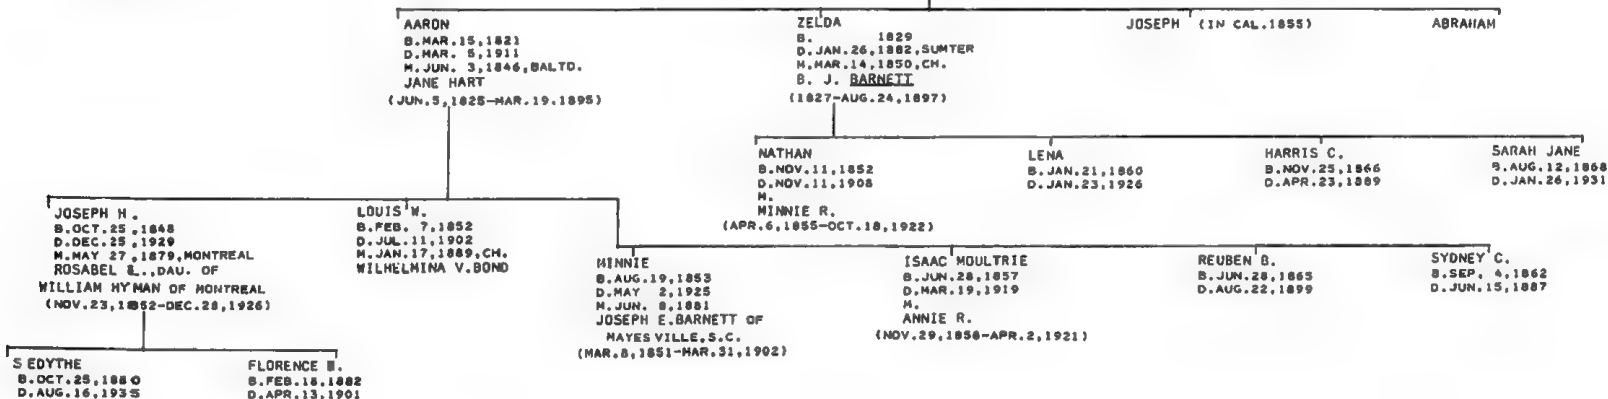 AARON
B.MAR.15,1821
D.MAR. 5,1911
M.JUN. 3,1846,BALTD.
JANE HART
(JUN.5,1825-MAR.19.1895)
ZELDA
B. 1829
D.JAN.26,1882,SUMTER
M.MAR.14,1850,CH.
B. J. BARNETT
(1827-AUG.24,1897)
JOSEPH (IN CAL.1855)
ABRAHAM
NATHAN
B.NOV.11,1852
D.NOV.11,1908
M.
MINNIE R.
(APR.6,1855-OCT.18,1922)
LENA
B.JAN.21,1860
D.JAN.23,1926
HARRIS C.
B.NOV.25,1866
D.APR.23,1889
SARAH JANE
B.AUG.12,1868
D.JAN.26,1931
JOSEPH H.
B.OCT.25,1848
D.DEC.25,1929
M.MAY 27,1879,MONTREAL
ROSABEL E.,DAU. OF
WILLIAM HYMAN OF MONTREAL
(NOV.23,1852-DEC.28,1926)
LOUIS W.
B.FEB. 7,1852
D.JUL.11,1902
M.JAN.17,1889,CH.
WILHELMINA V.BOND
MINNIE
B.AUG.19,1853
D.MAY 2,1925
M.JUN. 8,1881
JOSEPH E.BARNETT OF
MAYESVILLE,S.C.
(MAR.8,1851-MAR.31,1902)
ISAAC MOULTRIE
B.JUN.28,1857
D.MAR.19,1919
M.
ANNIE R.
(NOV.29,1858-APR.2,1921)
REUBEN B.
B.JUN.28,1865
D.AUG.22,1899
SYDNEY C.
B.SEP. 4,1862
D.JUN.15,1887
S EDYTHE
B.OCT.25,1880
D.AUG.16,1935
FLORENCE
B.FEB.18,1882
D.APR.13,1901